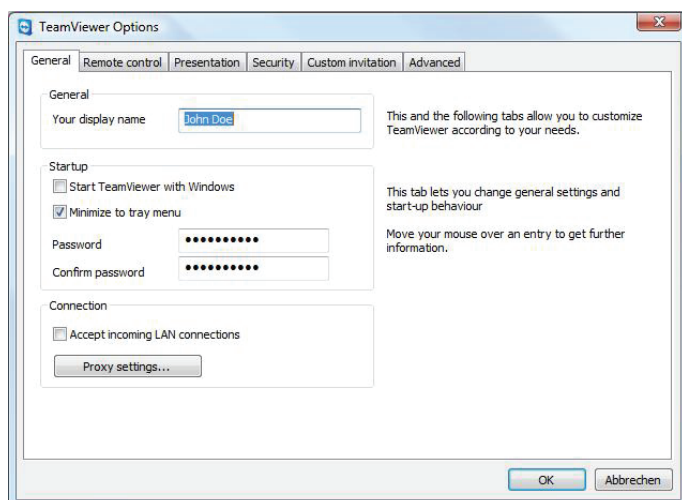 TeamViewer Options
General Remote control Presentation Security Custom invitation Advanced
General
Your display name John Doe
This and the following tabs allow you to customize
TeamViewer according to your needs.
Startup
Start TeamViewer with Windows
Minimize to tray menu
Password ••••••••••
Confirm password ••••••••••
This tab lets you change general settings and
start-up behaviour
Move your mouse over an entry to get further
information.
Connection
Accept incoming LAN connections
Proxy settings...
OK Abbrechen